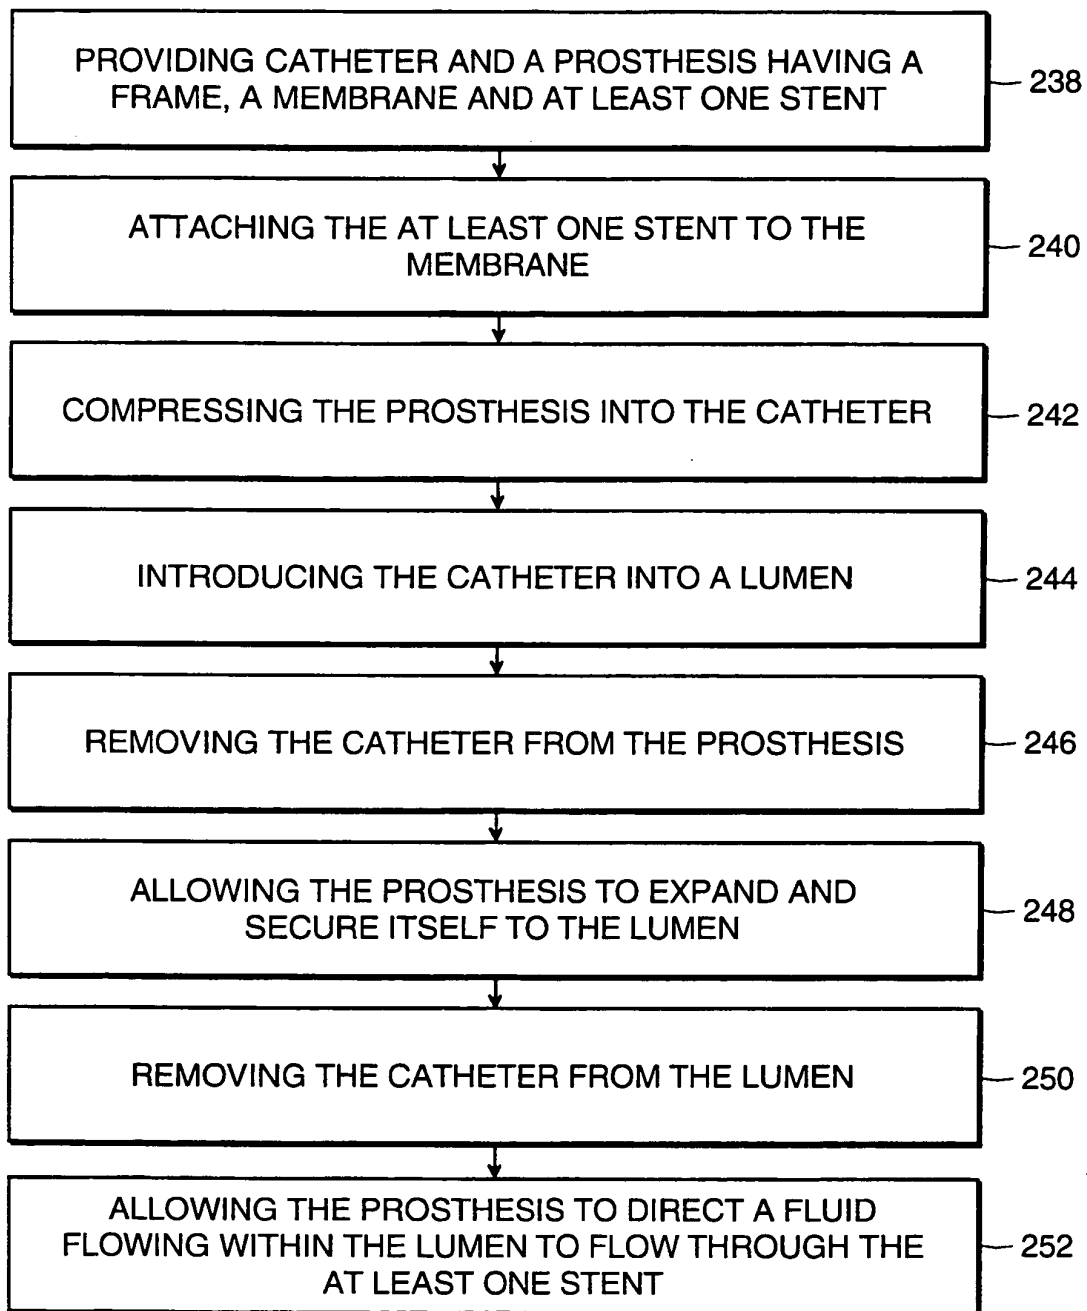 PROVIDING CATHETER AND A PROSTHESIS HAVING A
FRAME, A MEMBRANE AND AT LEAST ONE STENT
238
ATTACHING THE AT LEAST ONE STENT TO THE
MEMBRANE
240
COMPRESSING THE PROSTHESIS INTO THE CATHETER
242
INTRODUCING THE CATHETER INTO A LUMEN
244
REMOVING THE CATHETER FROM THE PROSTHESIS
246
ALLOWING THE PROSTHESIS TO EXPAND AND
SECURE ITSELF TO THE LUMEN
248
REMOVING THE CATHETER FROM THE LUMEN
250
ALLOWING THE PROSTHESIS TO DIRECT A FLUID
FLOWING WITHIN THE LUMEN TO FLOW THROUGH THE
AT LEAST ONE STENT
252